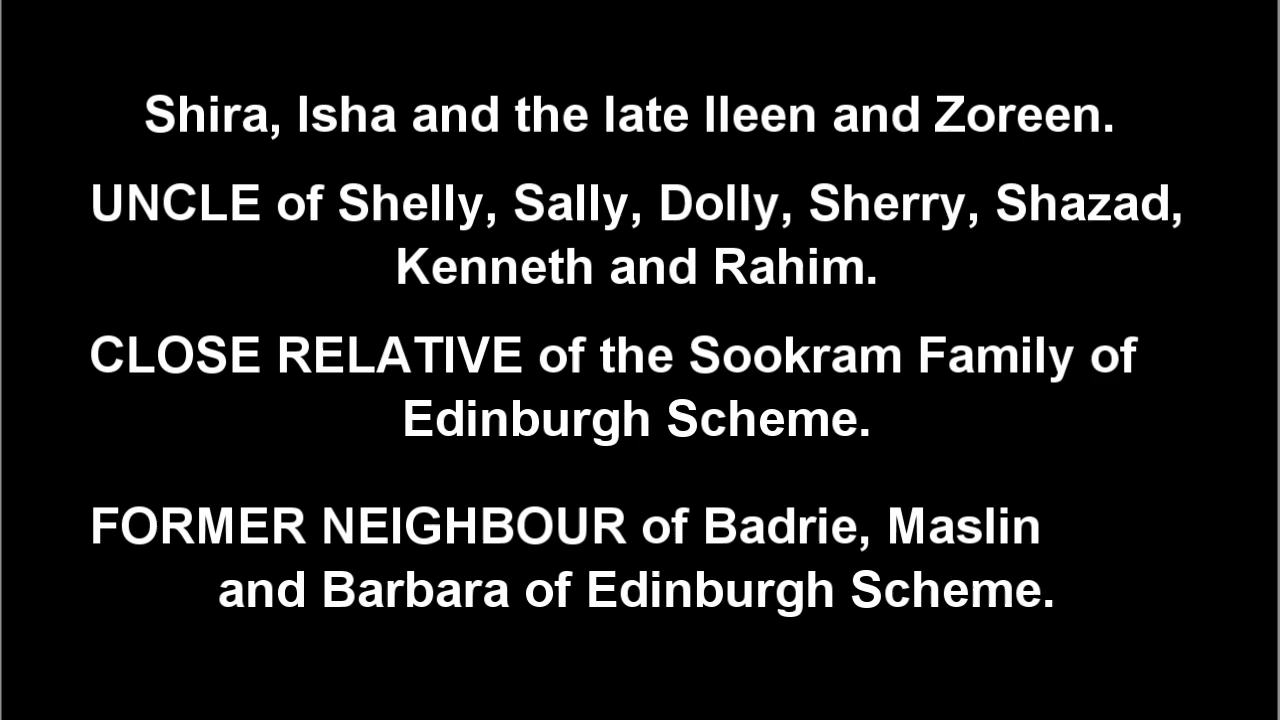 Shira, Isha and the late Ileen and Zoreen.
UNCLE of Shelly, Sally, Dolly, Sherry, Shazad,
Kenneth and Rahim.
CLOSE RELATIVE of the Sookram Family of
Edinburgh Scheme.
FORMER NEIGHBOUR of Badrie, Maslin
and Barbara of Edinburgh Scheme.